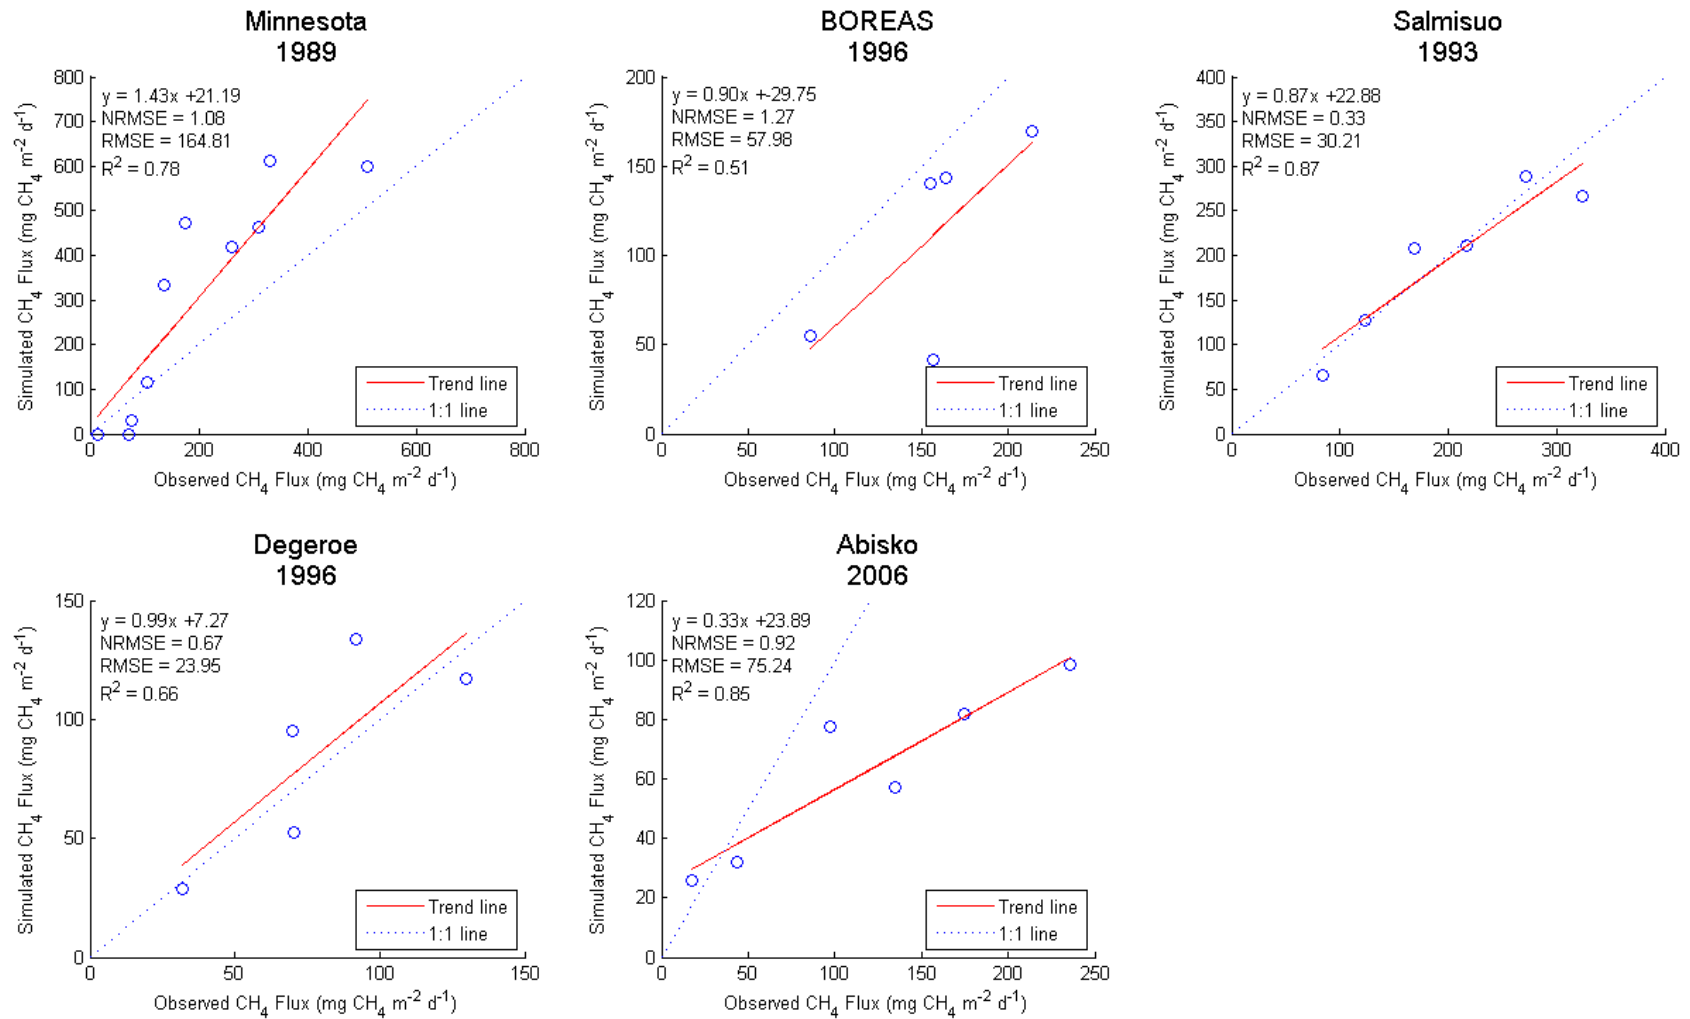 Minnesota
1989
800
700
600
500
400
300
200
100
0
0
200
400
600
800
Simulated CH4 Flux (mg CH4 m-2 d-1)
Observed CH4 Flux (mg CH4 m-2 d-1)
y = 1.43x +21.19
NRMSE = 1.08
RMSE = 164.81
R2 = 0.78
Trend line
1:1 line
BOREAS
1996
200
150
100
50
0
0
50
100
150
200
250
Simulated CH4 Flux (mg CH4 m-2 d-1)
Observed CH4 Flux (mg CH4 m-2 d-1)
y = 0.90x +-29.75
NRMSE = 1.27
RMSE = 57.98
R2 = 0.51
Trend line
1:1 line
Salmisuo
1993
400
350
300
250
200
150
100
50
0
0
100
200
300
400
Simulated CH4 Flux (mg CH4 m-2 d-1)
Observed CH4 Flux (mg CH4 m-2 d-1)
y = 0.87x +22.88
NRMSE = 0.33
RMSE = 30.21
R2 = 0.87
Trend line
1:1 line
Degeroe
1996
150
100
50
0
0
50
100
150
Simulated CH4 Flux (mg CH4 m-2 d-1)
Observed CH4 Flux (mg CH4 m-2 d-1)
y = 0.99x +7.27
NRMSE = 0.67
RMSE = 23.95
R2 = 0.66
Trend line
1:1 line
Abisko
2006
120
100
80
60
40
20
0
0
50
100
150
200
250
Simulated CH4 Flux (mg CH4 m-2 d-1)
Observed CH4 Flux (mg CH4 m-2 d-1)
y = 0.33x +23.89
NRMSE = 0.92
RMSE = 75.24
R2 = 0.85
Trend line
1:1 line